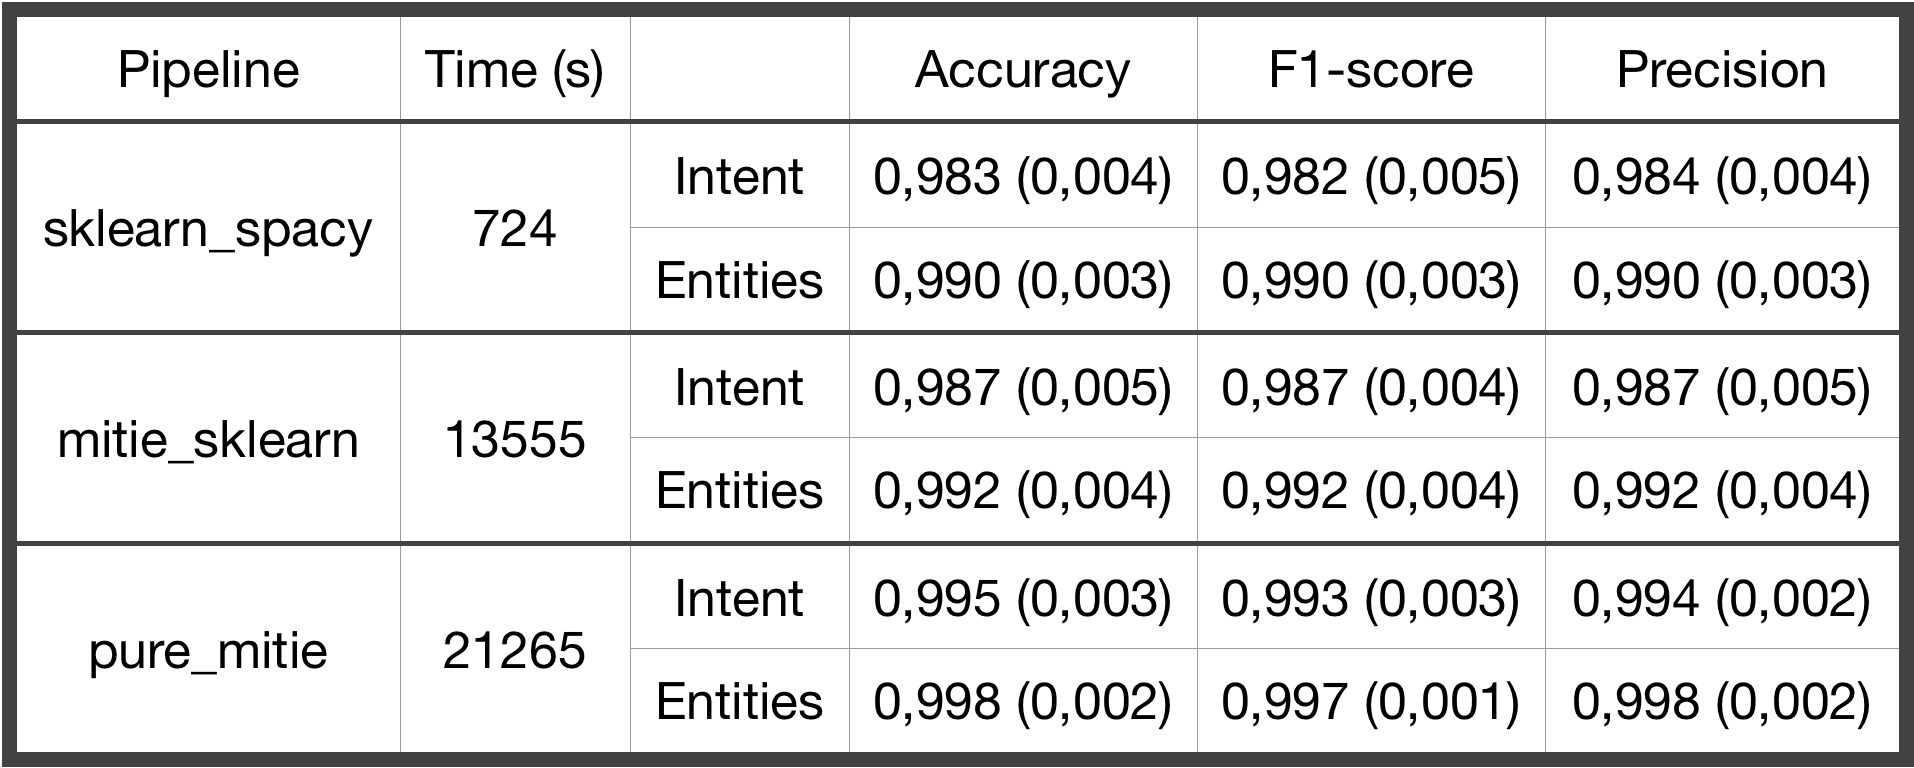 Pipeline Time (s) Accuracy F1-score Precision
sklearn_spacy 724 Intent 0,983 (0,004) 0,982 (0,005) 0,984 (0,004)
Entities 0,990 (0,003) 0,990 (0,003) 0,990 (0,003)
mitie_sklearn 13555 Intent 0,987 (0,005) 0,987 (0,004) 0,987 (0,005)
Entities 0,992 (0,004) 0,992 (0,004) 0,992 (0,004)
pure_mitie 21265 Intent 0,995 (0,003) 0,993 (0,003) 0,994 (0,002)
Entities 0,998 (0,002) 0,997 (0,001) 0,998 (0,002)